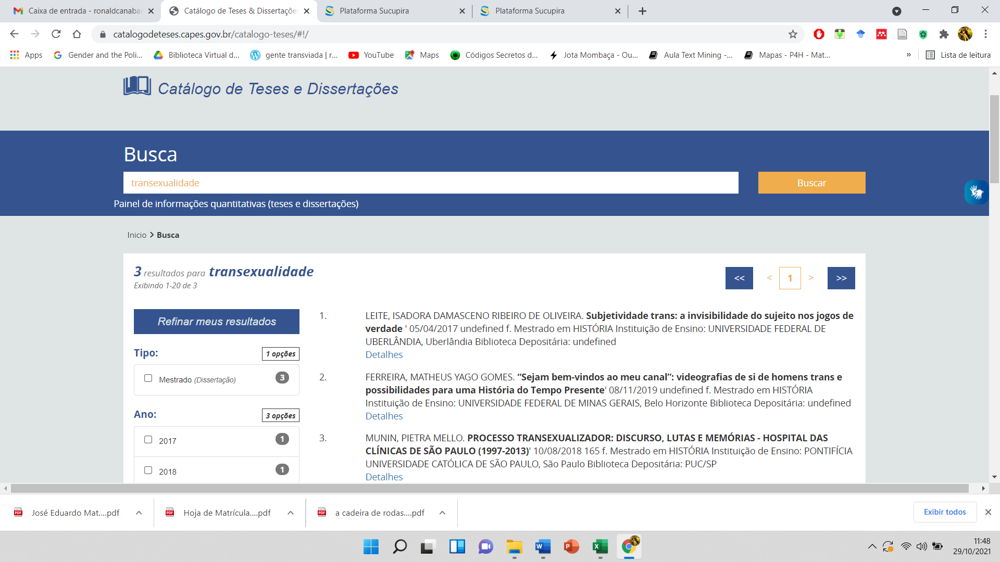 Caixa de entrada - ronaldcanabar
Catálogo de Teses & Dissertaçõe
Plataforma Sucupira
Plataforma Sucupira
catalogodeteses.capes.gov.br/catalogo-teses/#!/
Apps
Gender and the Poli...
Biblioteca Virtual d...
gente transviada | r...
YouTube
Maps
Códigos Secretos d...
Jota Mombaça - Ou...
Aula Text Mining -...
Mapas - P4H - Mat...
»
Lista de leitura
Catálogo de Teses e Dissertações
Busca
transexualidade
Buscar
Painel de informações quantitativas (teses e dissertações)
Inicio > Busca
3 resultados para transexualidade
Exibindo 1-20 de 3
<<
<
1
>
>>
Refinar meus resultados
Tipo:
1 opções
Mestrado (Dissertação)
3
Ano:
3 opções
2017
1
2018
1
1.
LEITE, ISADORA DAMASCENO RIBEIRO DE OLIVEIRA. Subjetividade trans: a invisibilidade do sujeito nos jogos de
verdade ' 05/04/2017 undefined f. Mestrado em HISTÓRIA Instituição de Ensino: UNIVERSIDADE FEDERAL DE
UBERLÂNDIA, Uberlândia Biblioteca Depositária: undefined
Detalhes
2.
FERREIRA, MATHEUS YAGO GOMES. “Sejam bem-vindos ao meu canal”: videografias de si de homens trans e
possibilidades para uma História do Tempo Presente' 08/11/2019 undefined f. Mestrado em HISTÓRIA
Instituição de Ensino: UNIVERSIDADE FEDERAL DE MINAS GERAIS, Belo Horizonte Biblioteca Depositária: undefined
Detalhes
3.
MUNIN, PIETRA MELLO. PROCESSO TRANSEXUALIZADOR: DISCURSO, LUTAS E MEMÓRIAS - HOSPITAL DAS
CLÍNICAS DE SÃO PAULO (1997-2013)' 10/08/2018 165 f. Mestrado em HISTÓRIA Instituição de Ensino: PONTIFÍCIA
UNIVERSIDADE CATÓLICA DE SÃO PAULO, São Paulo Biblioteca Depositária: PUC/SP
Detalhes
José Eduardo Mat....pdf
Hoja de Matrícula....pdf
a cadeira de rodas....pdf
Exibir todos
11:48
29/10/2021